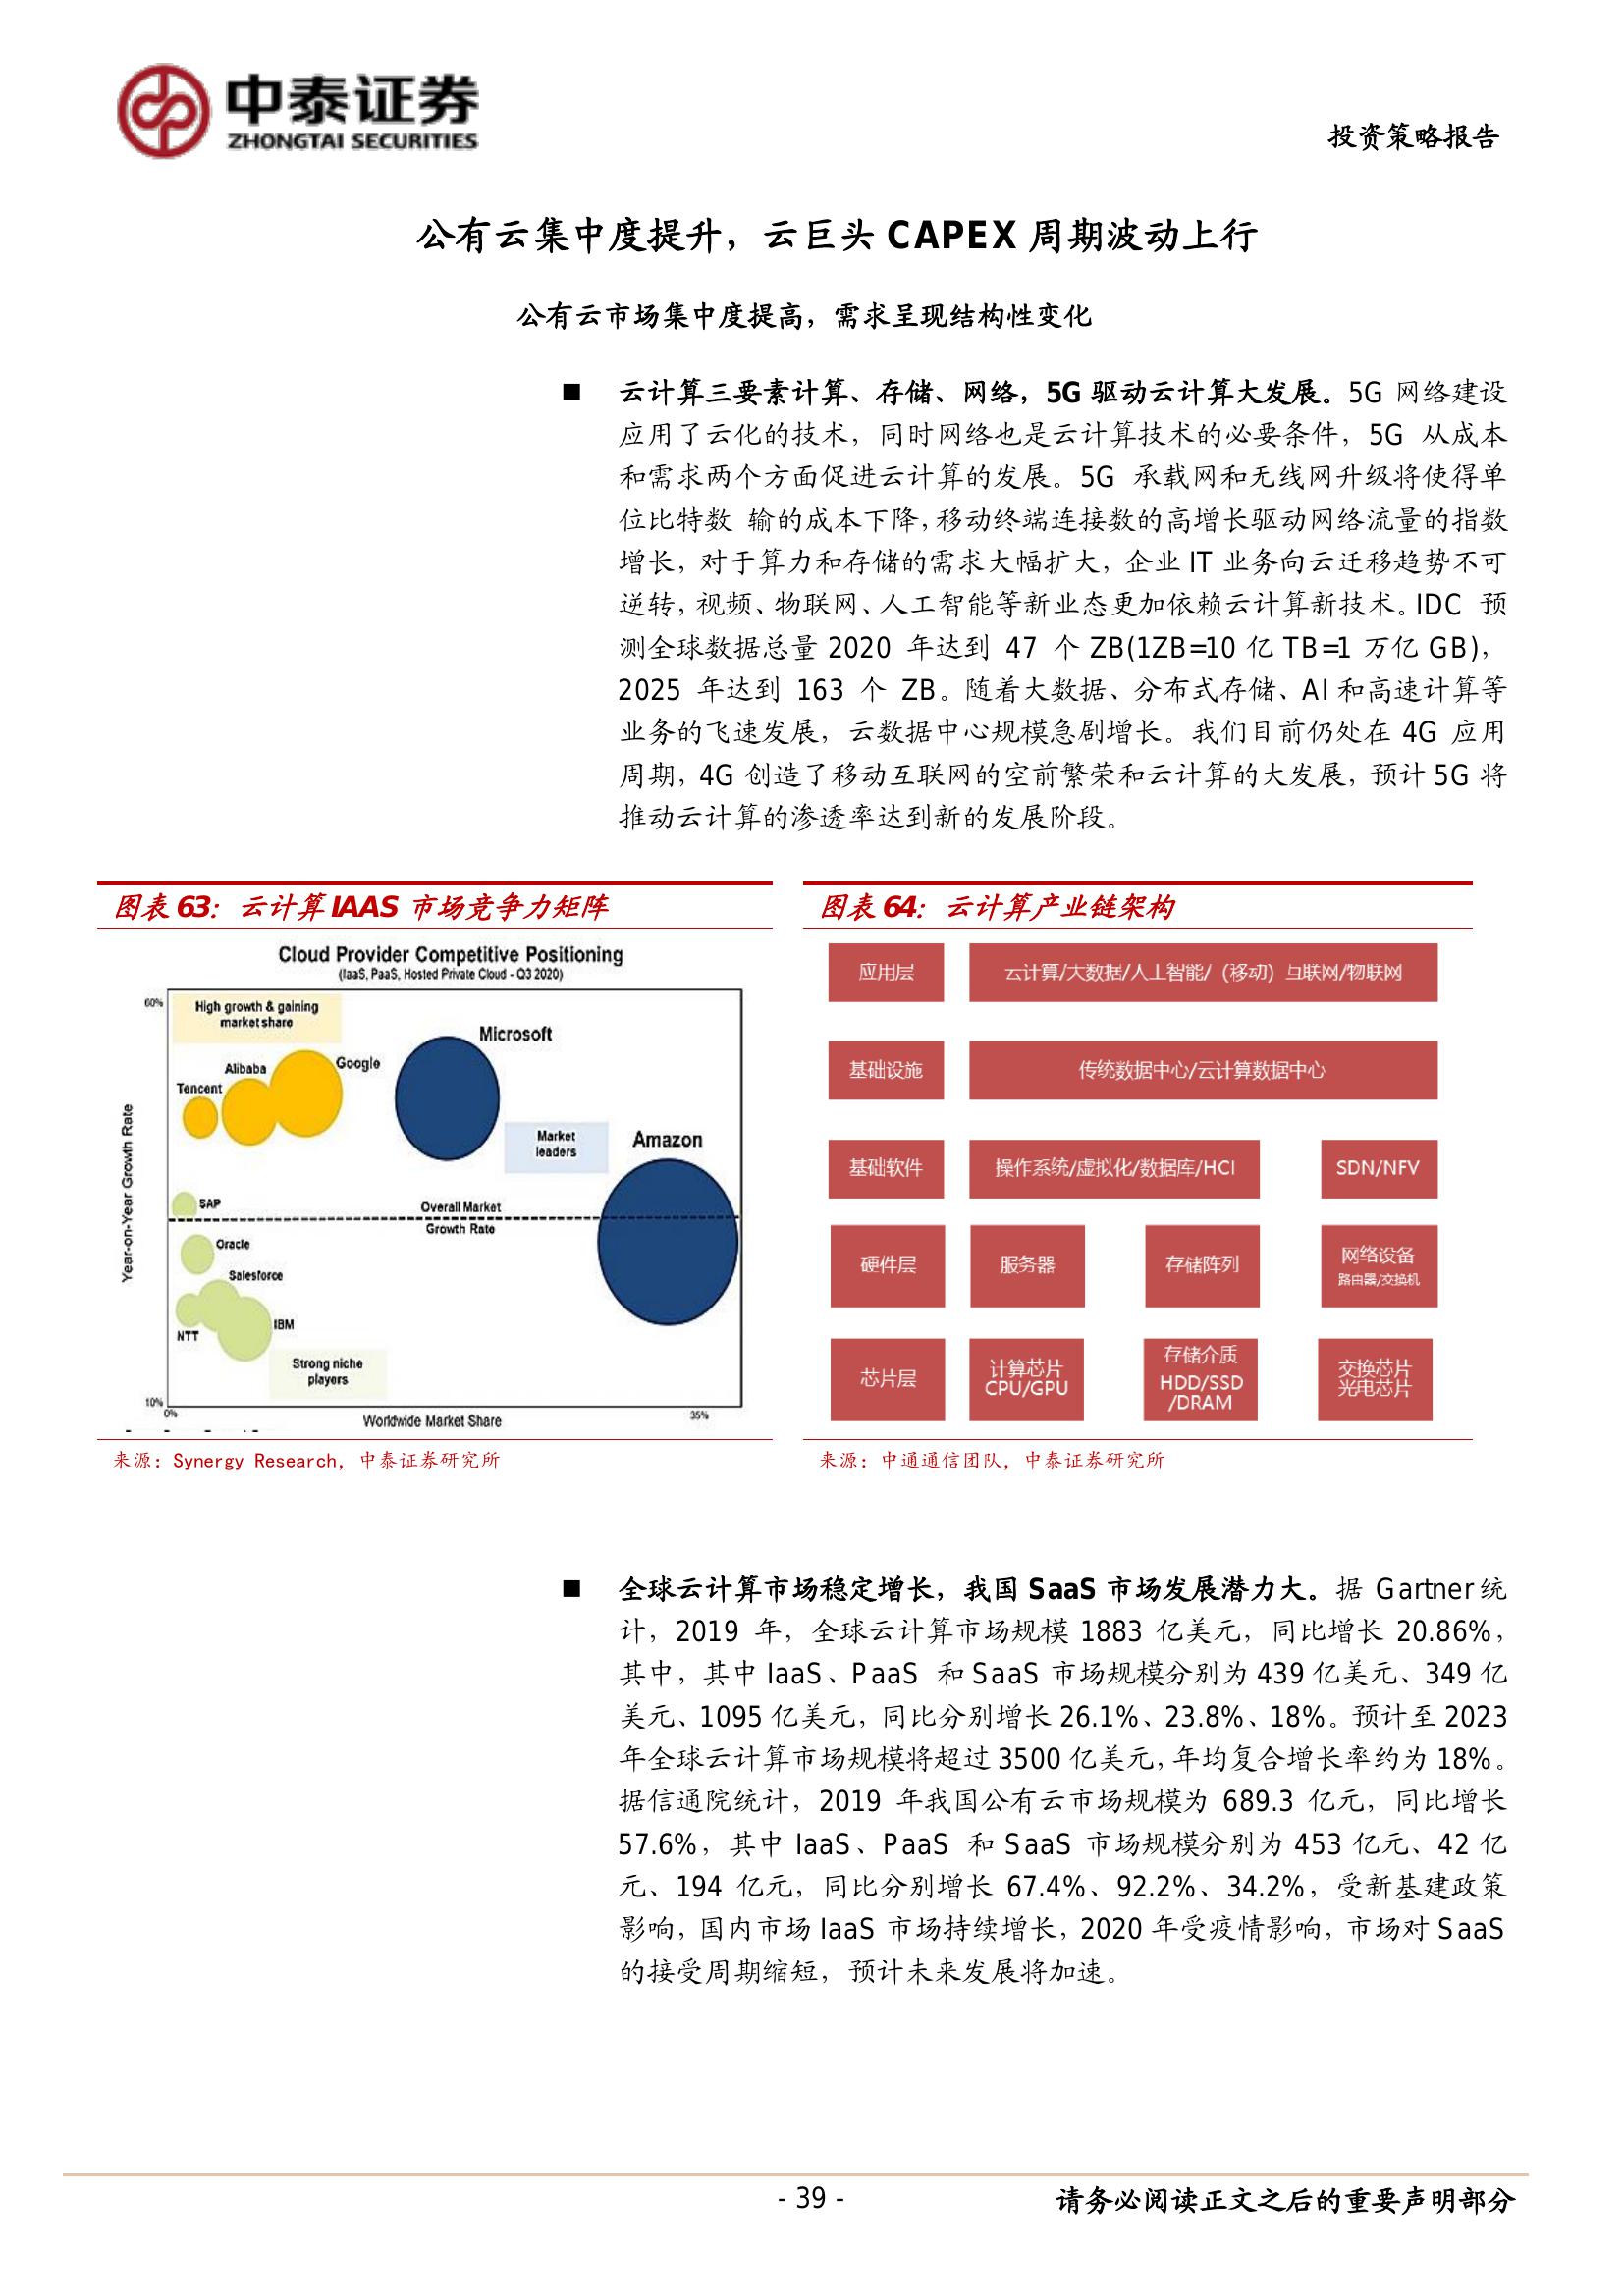 中泰证券
ZHONGTAI SECURITIES
投资策略报告
公有云集中度提升，云巨头 CAPEX 周期波动上行
公有云市场集中度提高，需求呈现结构性变化
■ 云计算三要素计算、存储、网络，5G 驱动云计算大发展。5G 网络建设
应用了云化的技术，同时网络也是云计算技术的必要条件，5G 从成本
和需求两个方面促进云计算的发展。5G 承载网和无线网升级将使得单
位比特数 输的成本下降，移动终端连接数的高增长驱动网络流量的指数
增长，对于算力和存储的需求大幅扩大，企业 IT 业务向云迁移趋势不可
逆转，视频、物联网、人工智能等新业态更加依赖云计算新技术。IDC 预
测全球数据总量 2020 年达到 47 个 ZB(1ZB=10 亿 TB=1 万亿 GB)，
2025 年达到 163 个 ZB。随着大数据、分布式存储、AI 和高速计算等
业务的飞速发展，云数据中心规模急剧增长。我们目前仍处在 4G 应用
周期，4G 创造了移动互联网的空前繁荣和云计算的大发展，预计 5G 将
推动云计算的渗透率达到新的发展阶段。
图表 63：云计算 IAAS 市场竞争力矩阵
Cloud Provider Competitive Positioning
(IaaS, PaaS, Hosted Private Cloud - Q3 2020)
60%
High growth & gaining
market share
Microsoft
Google
Alibaba
Tencent
Market
leaders
Amazon
Year-on-Year Growth Rate
SAP
Overall Market
Growth Rate
Oracle
Salesforce
IBM
NTT
Strong niche
players
10%
0%
Worldwide Market Share
35%
来源：Synergy Research，中泰证券研究所
图表 64：云计算产业链架构
应用层
云计算/大数据/人工智能/（移动）互联网/物联网
基础设施
传统数据中心/云计算数据中心
基础软件
操作系统/虚拟化/数据库/HCI
SDN/NFV
硬件层
服务器
存储阵列
网络设备
路由器/交换机
芯片层
计算芯片
CPU/GPU
存储介质
HDD/SSD
/DRAM
交换芯片
光电芯片
来源：中通通信团队，中泰证券研究所
■ 全球云计算市场稳定增长，我国 SaaS 市场发展潜力大。据 Gartner 统
计，2019 年，全球云计算市场规模 1883 亿美元，同比增长 20.86%，
其中，其中 IaaS、PaaS 和 SaaS 市场规模分别为 439 亿美元、349 亿
美元、1095 亿美元，同比分别增长 26.1%、23.8%、18%。预计至 2023
年全球云计算市场规模将超过 3500 亿美元，年均复合增长率约为 18%。
据信通院统计，2019 年我国公有云市场规模为 689.3 亿元，同比增长
57.6%，其中 IaaS、PaaS 和 SaaS 市场规模分别为 453 亿元、42 亿
元、194 亿元，同比分别增长 67.4%、92.2%、34.2%，受新基建政策
影响，国内市场 IaaS 市场持续增长，2020 年受疫情影响，市场对 SaaS
的接受周期缩短，预计未来发展将加速。
- 39 -
请务必阅读正文之后的重要声明部分